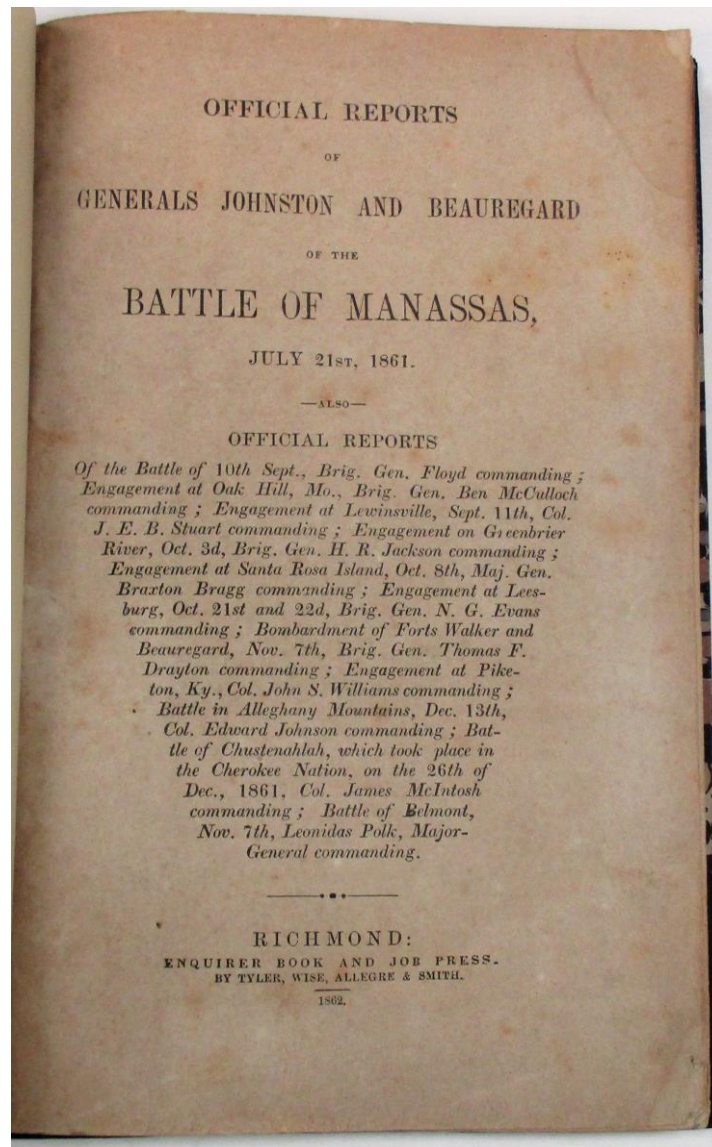 OFFICIAL REPORTS
OF
GENERALS JOHNSTON AND BEAUREGARD
OF THE
BATTLE OF MANASSAS,
JULY 21ST, 1861.
—ALSO—
OFFICIAL REPORTS
Of the Battle of 10th Sept., Brig. Gen. Floyd commanding ;
Engagement at Oak Hill, Mo., Brig. Gen. Ben McCulloch
commanding ; Engagement at Lewinsville, Sept. 11th, Col.
J. E. B. Stuart commanding ; Engagement on Greenbrier
River, Oct. 3d, Brig. Gen. H. R. Jackson commanding ;
Engagement at Santa Rosa Island, Oct. 8th, Maj. Gen.
Braxton Bragg commanding ; Engagement at Lees-
burg, Oct. 21st and 22d, Brig. Gen. N. G. Evans
commanding ; Bombardment of Forts Walker and
Beauregard, Nov. 7th, Brig. Gen. Thomas F.
Drayton commanding ; Engagement at Pike-
ton, Ky., Col. John S. Williams commanding ;
Battle in Alleghany Mountains, Dec. 13th,
Col. Edward Johnson commanding ; Bat-
tle of Chustenahlah, which took place in
the Cherokee Nation, on the 26th of
Dec., 1861, Col. James McIntosh
commanding ; Battle of Belmont,
Nov. 7th, Leonidas Polk, Major-
General commanding.
RICHMOND:
ENQUIRER BOOK AND JOB PRESS.
BY TYLER, WISE, ALLEGRE & SMITH.
1862.